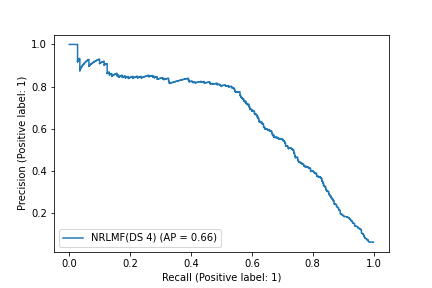 1.0
0.8
0.6
0.4
0.2
Precision (Positive label: 1)
NRLMF(DS 4) (AP = 0.66)
0.0 0.2 0.4 0.6 0.8 1.0
Recall (Positive label: 1)